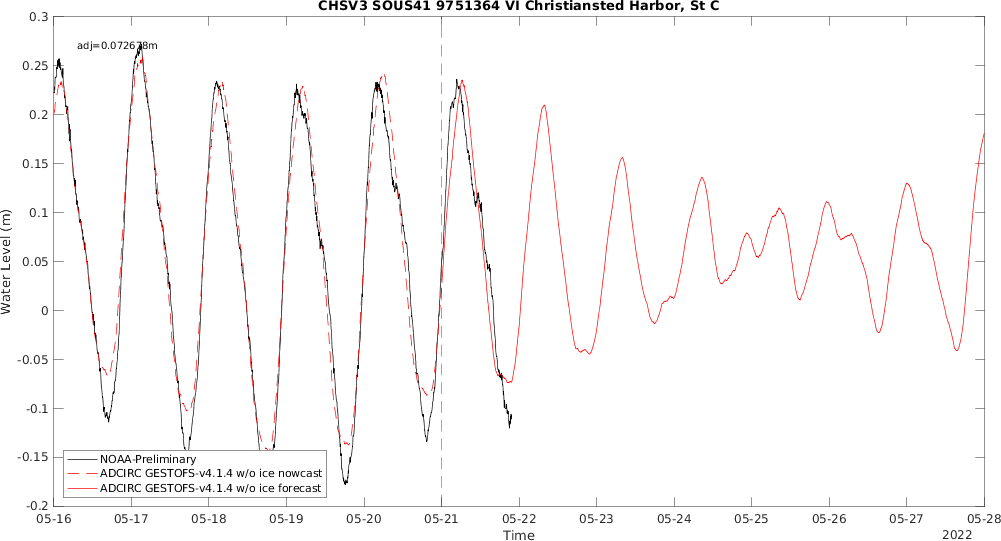 CHSV3 SOUS41 9751364 VI Christiansted Harbor, St C
adj=0.072678m
0.3
0.25
0.2
0.15
0.1
0.05
0
-0.05
-0.1
-0.15
-0.2
Water Level (m)
NOAA-Preliminary
ADCIRC GESTOFS-v4.1.4 w/o ice nowcast
ADCIRC GESTOFS-v4.1.4 w/o ice forecast
05-16 05-17 05-18 05-19 05-20 05-21 05-22 05-23 05-24 05-25 05-26 05-27 05-28
Time
2022